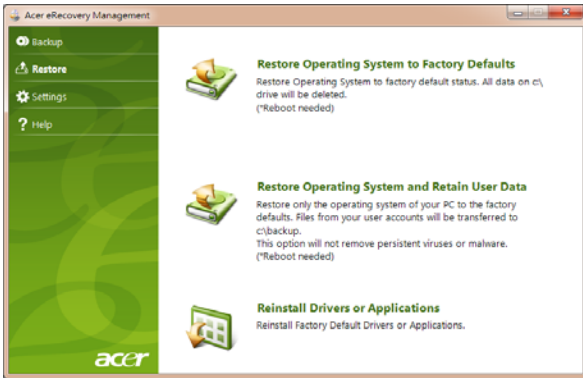 Acer eRecovery Management
Backup
Restore
Settings
Help
Restore Operating System to Factory Defaults
Restore Operating System to factory default status. All data on c:\
drive will be deleted.
(*Reboot needed)
Restore Operating System and Retain User Data
Restore only the operating system of your PC to the factory
defaults. Files from your user accounts will be transferred to
c:\backup.
This option will not remove persistent viruses or malware.
(*Reboot needed)
Reinstall Drivers or Applications
Reinstall Factory Default Drivers or Applications.
acer